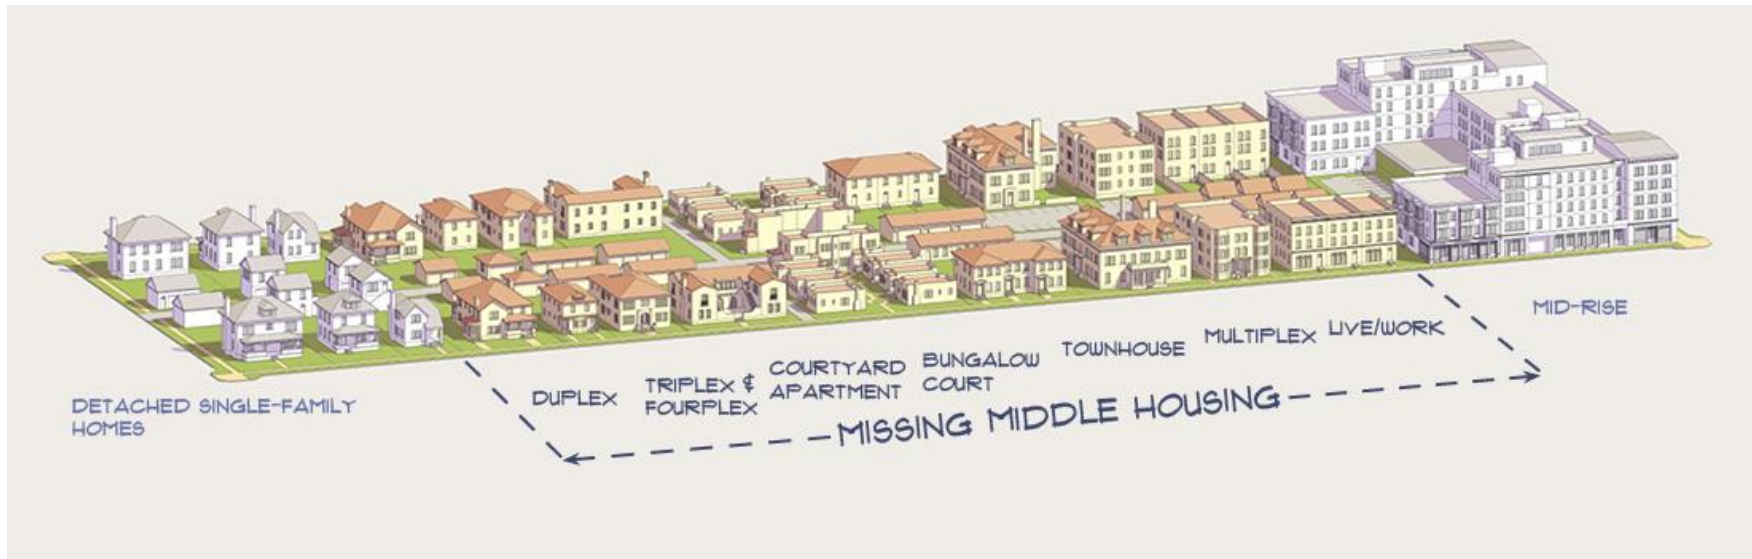 DETACHED SINGLE-FAMILY
HOMES
DUPLEX
TRIPLEX &
FOURPLEX
COURTYARD
APARTMENT
BUNGALOW
COURT
TOWNHOUSE
MULTIPLEX
LIVE/WORK
MID-RISE
MISSING MIDDLE HOUSING